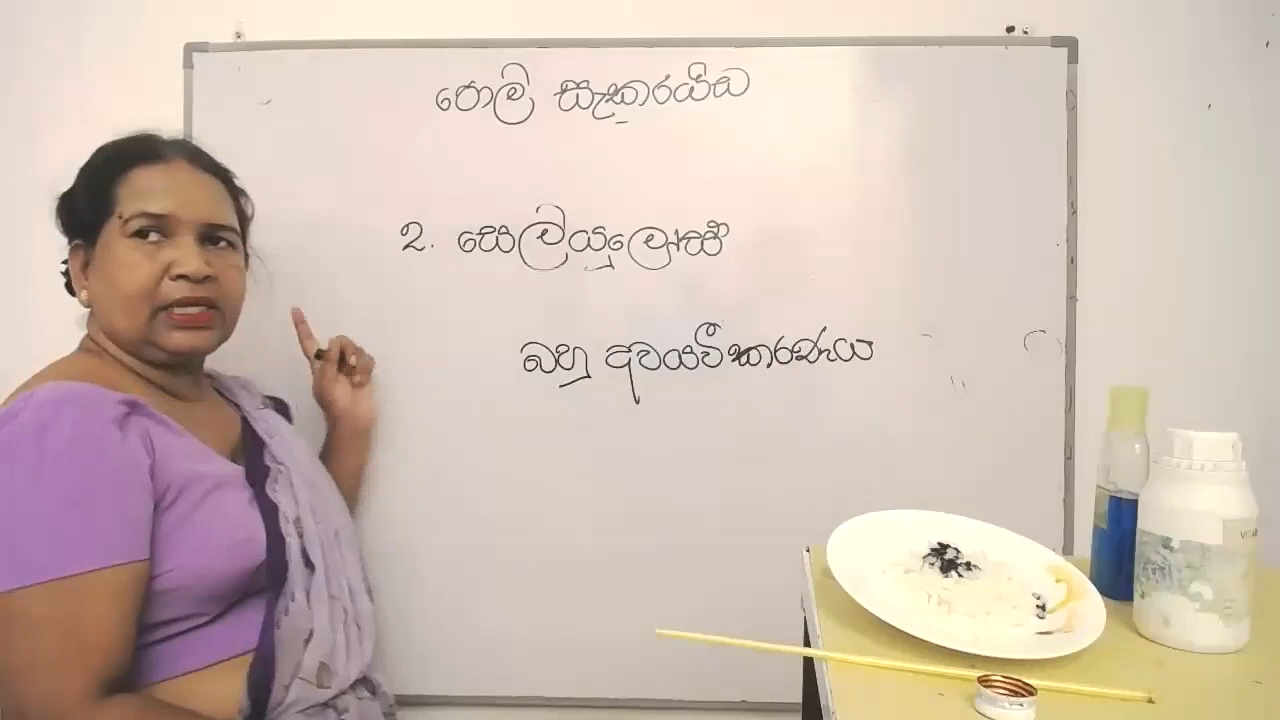 පොලි සැකරයීඩ
2. සෙලියුලෝස්
බහු අවයවීකරණය